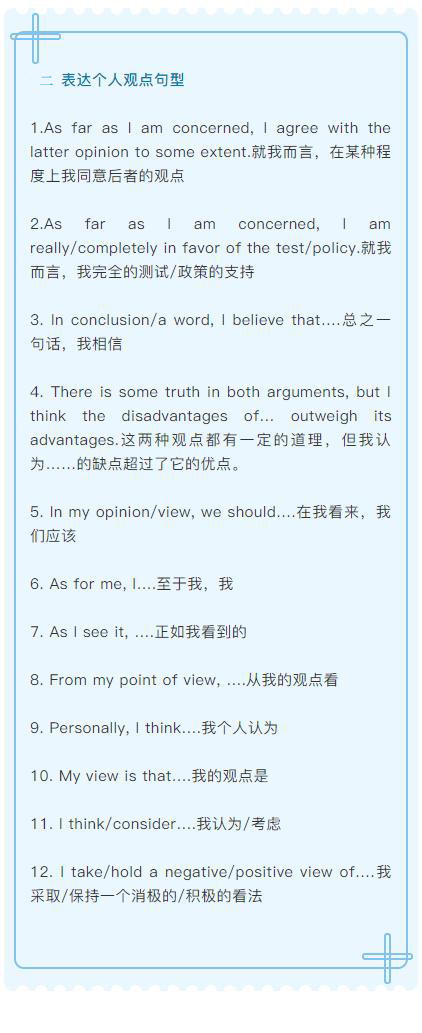 二 表达个人观点句型
1.As far as I am concerned, I agree with the
latter opinion to some extent.就我而言，在某种程
度上我同意后者的观点
2.As far as I am concerned, I am
really/completely in favor of the test/policy.就我
而言，我完全的测试/政策的支持
3. In conclusion/a word, I believe that….总之一
句话，我相信
4. There is some truth in both arguments, but I
think the disadvantages of… outweigh its
advantages.这两种观点都有一定的道理，但我认
为……的缺点超过了它的优点。
5. In my opinion/view, we should….在我看来，我
们应该
6. As for me, I….至于我，我
7. As I see it, ….正如我看到的
8. From my point of view, ….从我的观点看
9. Personally, I think….我个人认为
10. My view is that….我的观点是
11. I think/consider….我认为/考虑
12. I take/hold a negative/positive view of….我
采取/保持一个消极的/积极的看法